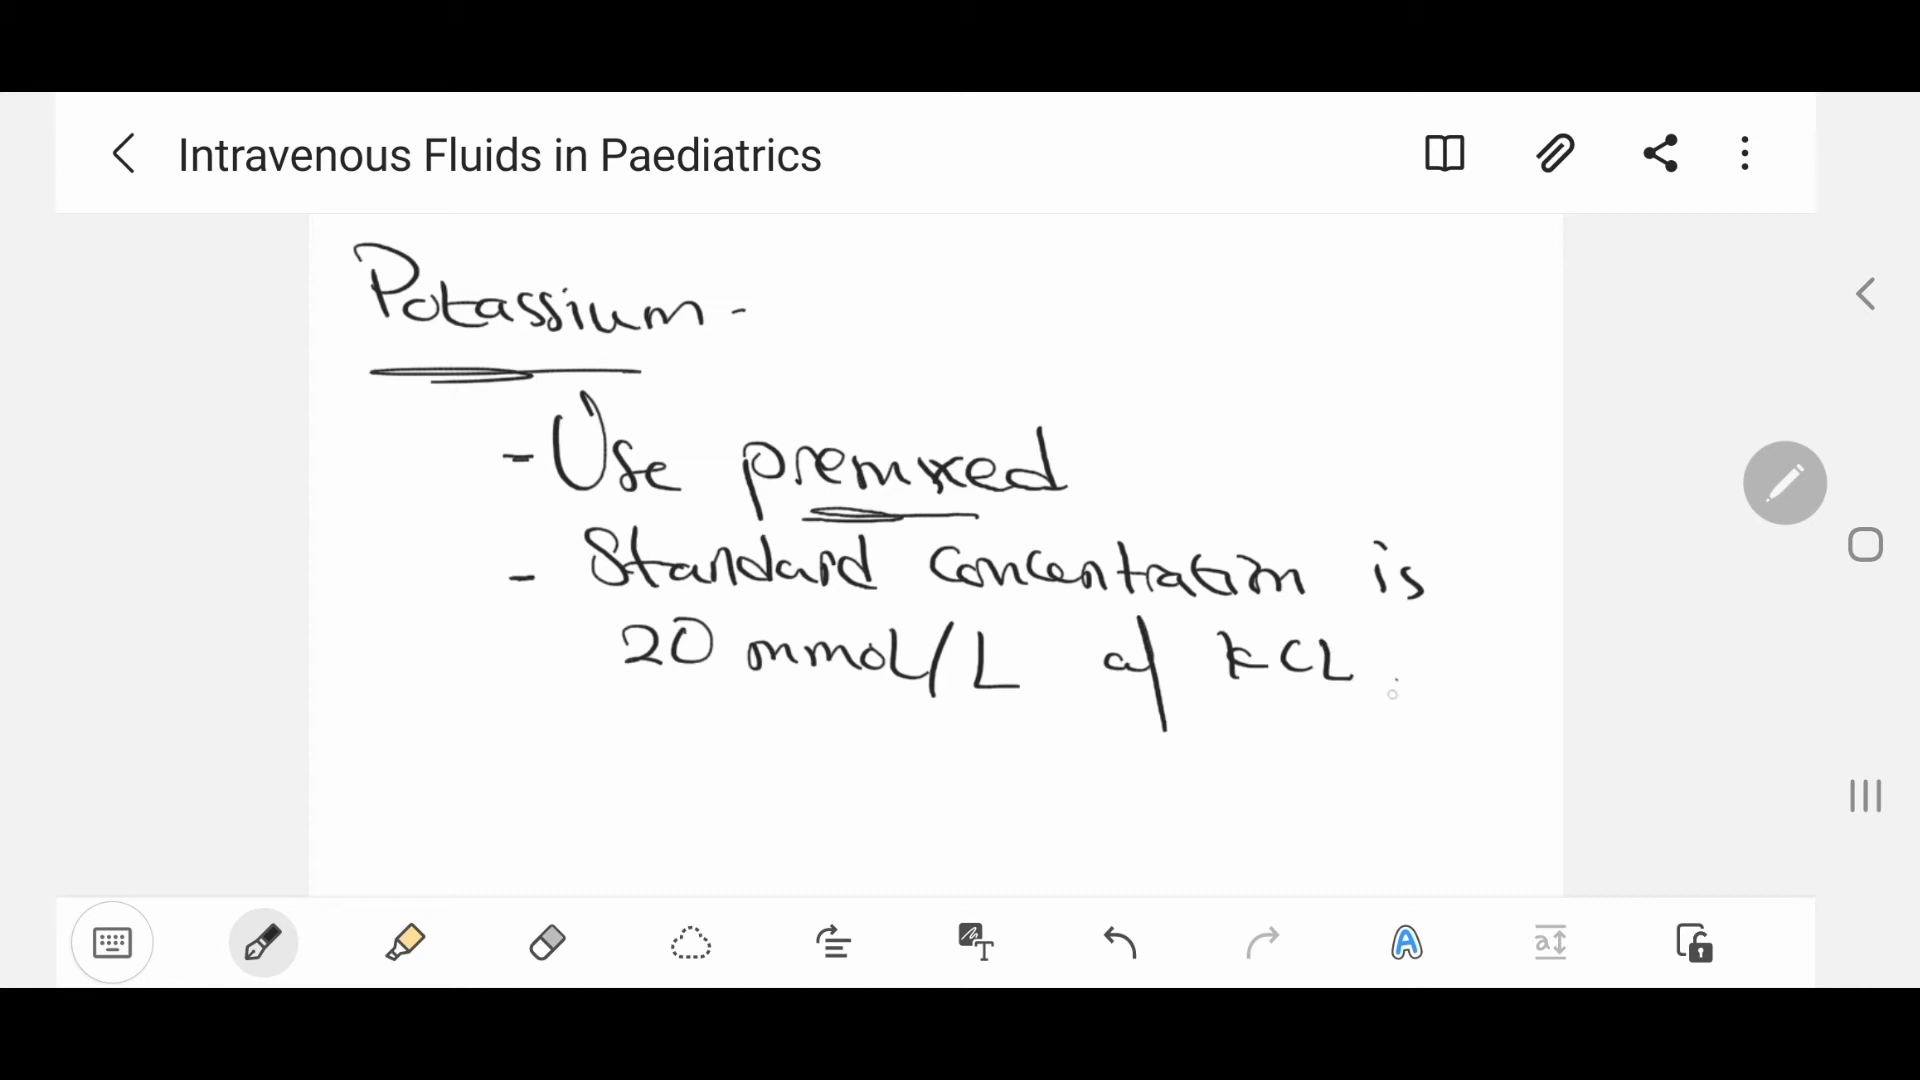 Intravenous Fluids in Paediatrics
Potassium -
- Use premixed
- Standard concentration is
20 mmol/L of KCL.